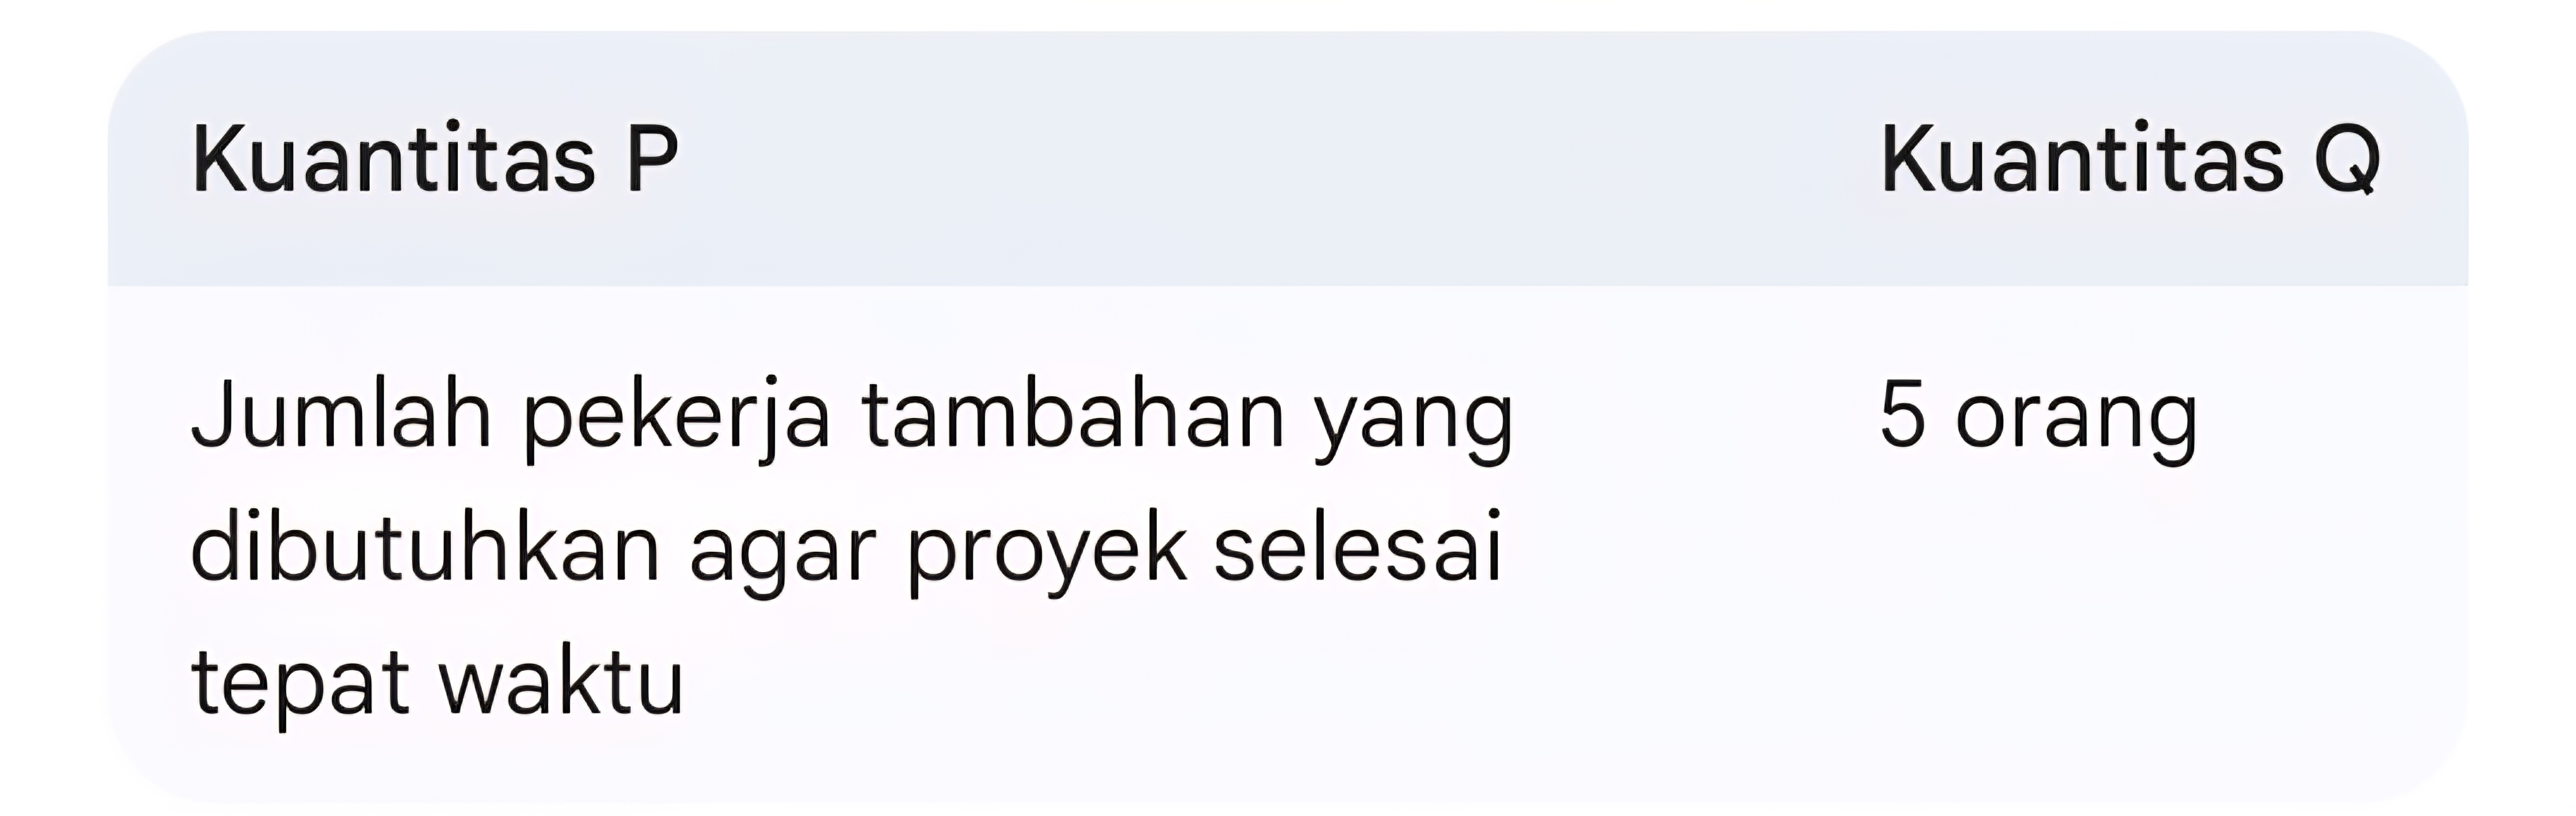 Kuantitas P
Kuantitas Q
Jumlah pekerja tambahan yang
dibutuhkan agar proyek selesai
tepat waktu
5 orang